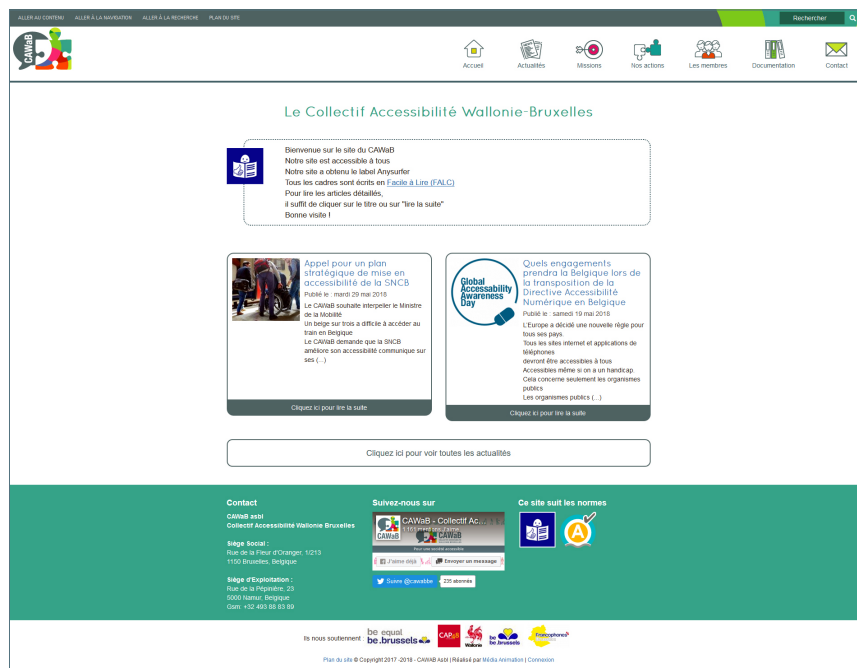 ALLER AU CONTENU ALLER À LA NAVIGATION ALLER À LA RECHERCHE PLAN DU SITE
Rechercher
CAWaB
Accueil
Actualités
Missions
Nos actions
Les membres
Documentation
Contact
Le Collectif Accessibilité Wallonie-Bruxelles
Bienvenue sur le site du CAWaB
Notre site est accessible à tous
Notre site a obtenu le label Anysurfer
Tous les cadres sont écrits en Facile à Lire (FALC)
Pour lire les articles détaillés,
il suffit de cliquer sur le titre ou sur "lire la suite"
Bonne visite !
Appel pour un plan
stratégique de mise en
accessibilité de la SNCB
Publié le : mardi 29 mai 2018
Le CAWaB souhaite interpeller le Ministre
de la Mobilité
Un belge sur trois a difficile à accéder au
train en Belgique
Le CAWaB demande que la SNCB
améliore son accessibilité communique sur
ses (...)
Cliquez ici pour lire la suite
Global
Accessibility
Awareness
Day
Quels engagements
prendra la Belgique lors de
la transposition de la
Directive Accessibilité
Numérique en Belgique
Publié le : samedi 19 mai 2018
L'Europe a décidé une nouvelle règle pour
tous ses pays.
Tous les sites internet et applications de
téléphones
devront être accessibles à tous
Accessibles même si on a un handicap.
Cela concerne seulement les organismes
publics
Les organismes publics (...)
Cliquez ici pour lire la suite
Cliquez ici pour voir toutes les actualités
Contact
CAWaB asbl
Collectif Accessibilité Wallonie Bruxelles
Siège Social :
Rue de la Fleur d'Oranger, 1/213
1150 Bruxelles, Belgique
Siège d'Exploitation :
Rue de la Pépinière, 23
5000 Namur, Belgique
Gsm: +32 493 86 83 89
Suivez-nous sur
CAWaB - Collectif Ac...
CAWaB
CAWaB
Pour une société accessible
J'aime déjà
Envoyer un message
Suivre @cawabbe
235 abonnés
Ce site suit les normes
A
Ils nous soutiennent :
be equal
be.brussels
CAP
Wallonie
be.brussels
Francophones
Plan du site © Copyright 2017 -2018 - CAWAB Asbl | Réalisé par Média Animation | Connexion